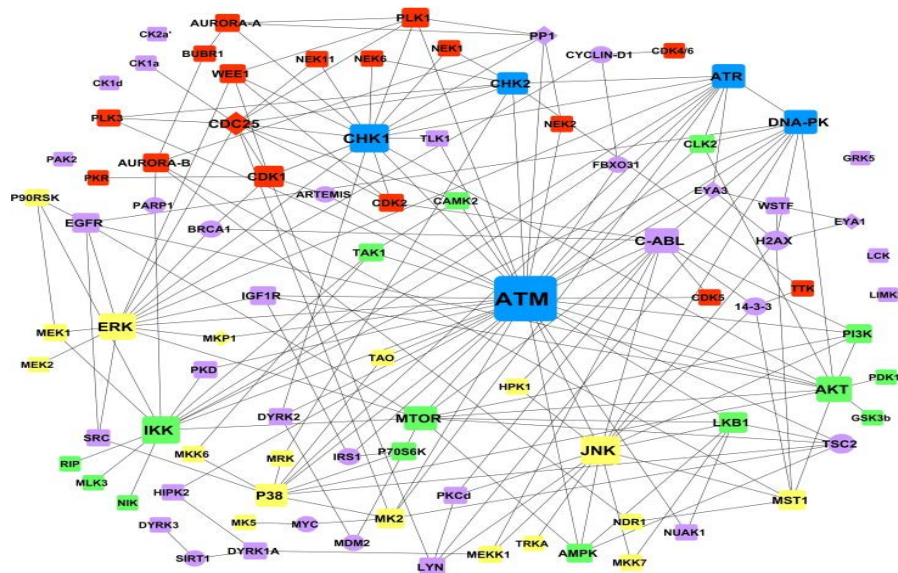 AURORA-A
PLK1
CK2a'
PP1
BUBR1
NEK11
NEK6
NEK1
CYCLIN-D1
CDK4/6
CK1a
WEE1
CK1d
CHK2
ATR
PLK3
CDC25
CHK1
TLK1
NEK2
DNA-PK
CLK2
PAK2
AURORA-B
PKR
CDK1
FBXO31
GRK5
P90RSK
PARP1
ARTEMIS
CDK2
CAMK2
EYA3
WSTF
EYA1
EGFR
BRCA1
C-ABL
H2AX
TAK1
LCK
IGF1R
ATM
CDK5
14-3-3
TTK
LIMK
ERK
MEK1
MKP1
PI3K
MEK2
PKD
TAO
HPK1
AKT
PDK1
GSK3b
DYRK2
MTOR
LKB1
IKK
SRC
JNK
TSC2
RIP
MKK6
MRK
IRS1
P70S6K
MLK3
NIK
HIPK2
P38
PKCd
MST1
DYRK3
MK5
MYC
MK2
NDR1
NUAK1
SIRT1
DYRK1A
MDM2
LYN
MEKK1
TRKA
AMPK
MKK7